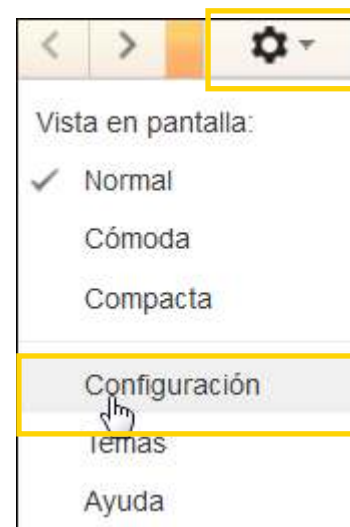 Vista en pantalla:
Normal
Cómoda
Compacta
Configuración
Temas
Ayuda